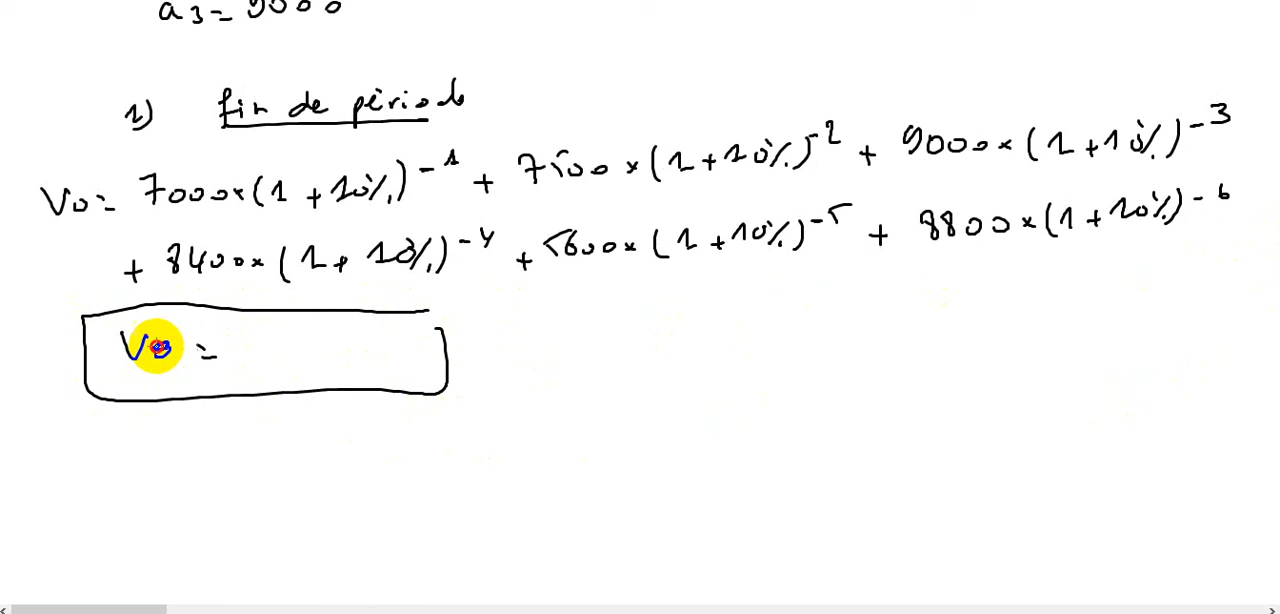 a3= 9000
1) fin de période
V0= 7000×(1+10%)^-1 + 7500×(1+10%)^-2 + 9000×(1+10%)^-3
+ 8400×(1+10%)^-4 + 5600×(1+10%)^-5 + 8800×(1+10%)^-6
V0 =